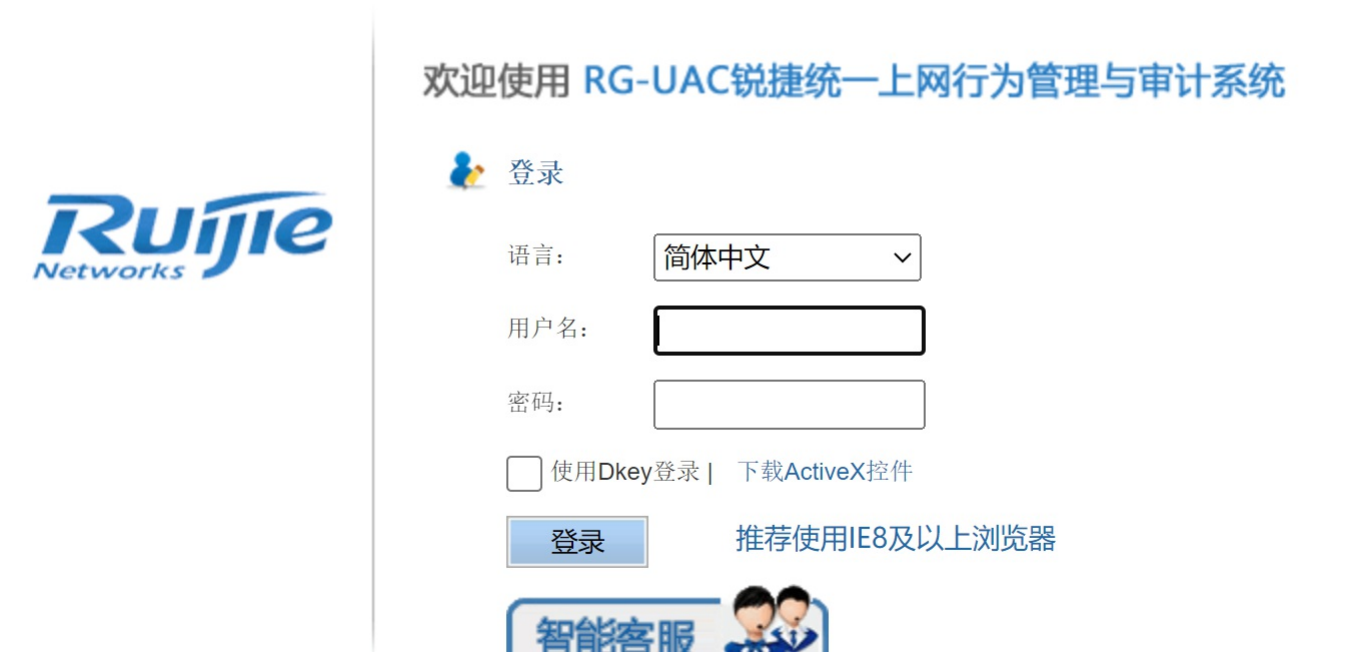 欢迎使用 RG-UAC锐捷统一上网行为管理与审计系统
登录
Ruijie
Networks
语言：
简体中文
用户名：
密码：
使用Dkey登录 | 下载ActiveX控件
登录
推荐使用IE8及以上浏览器
智能客服